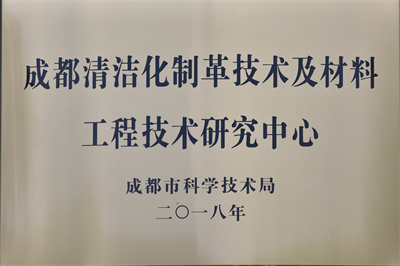 成都清洁化制革技术及材料
工程技术研究中心
成都市科学技术局
二〇一八年